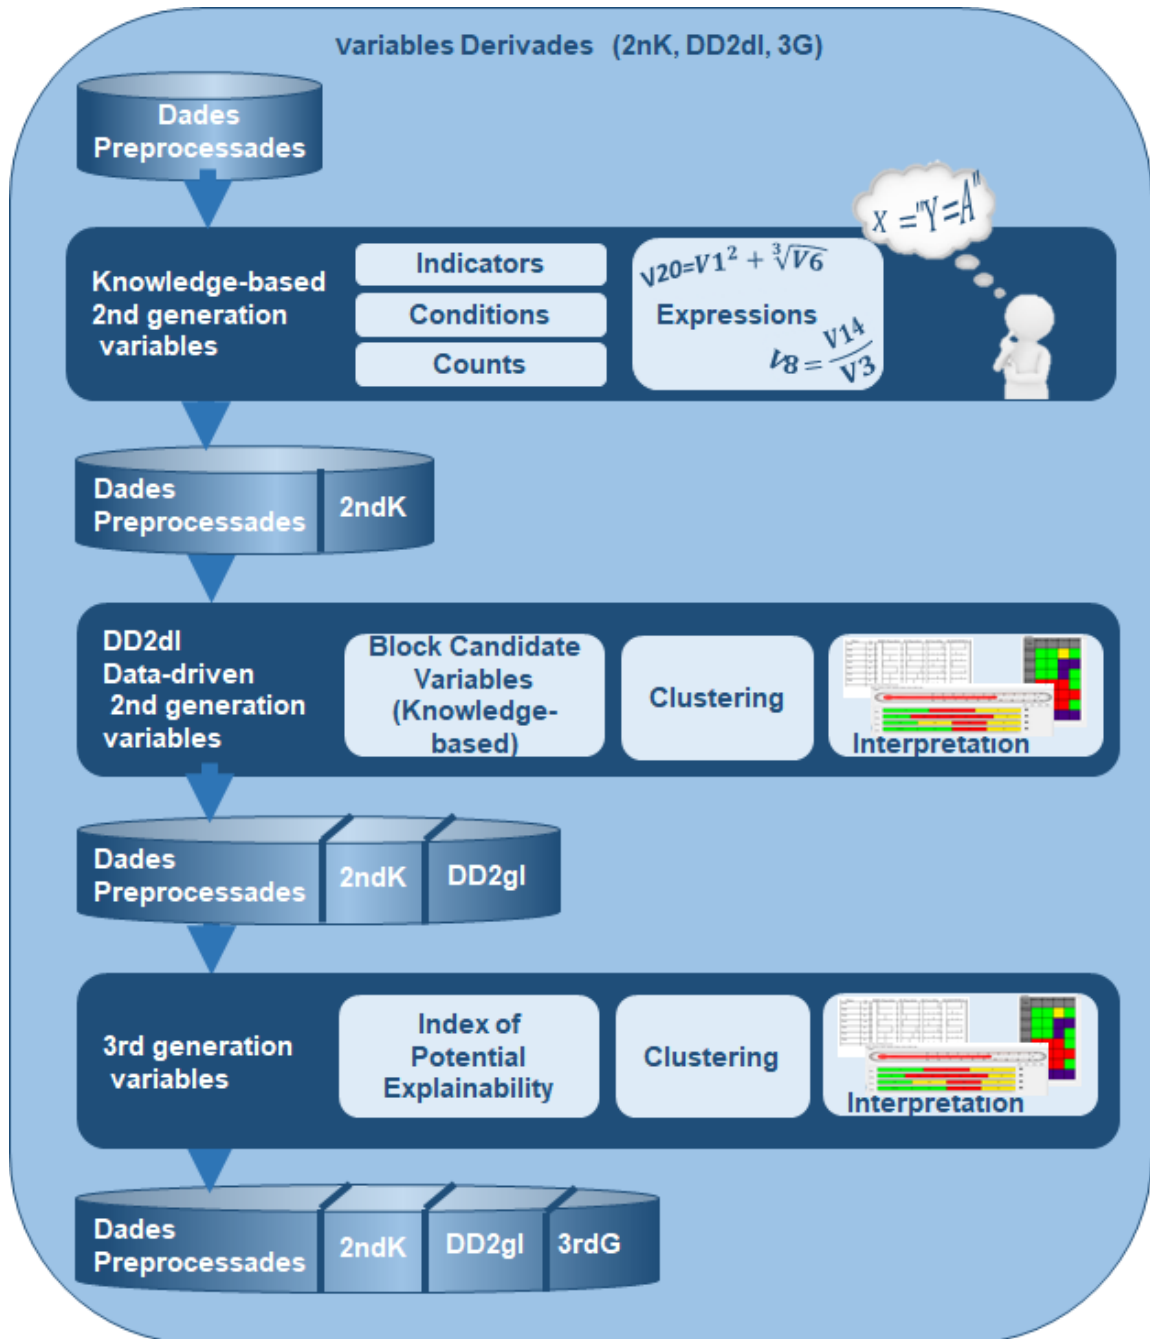 Variables Derivades (2nK, DD2dl, 3G)
Dades
Preprocessades
Knowledge-based
2nd generation
variables
Indicators
Conditions
Counts
V20=V1² + ∛V6
Expressions
V8 = V14/V3
x ="Y=A"
Dades
Preprocessades
2ndK
DD2dl
Data-driven
2nd generation
variables
Block Candidate
Variables
(Knowledge-
based)
Clustering
Interpretation
Dades
Preprocessades
2ndK
DD2gl
3rd generation
variables
Index of
Potential
Explainability
Clustering
Interpretation
Dades
Preprocessades
2ndK
DD2gl
3rdG